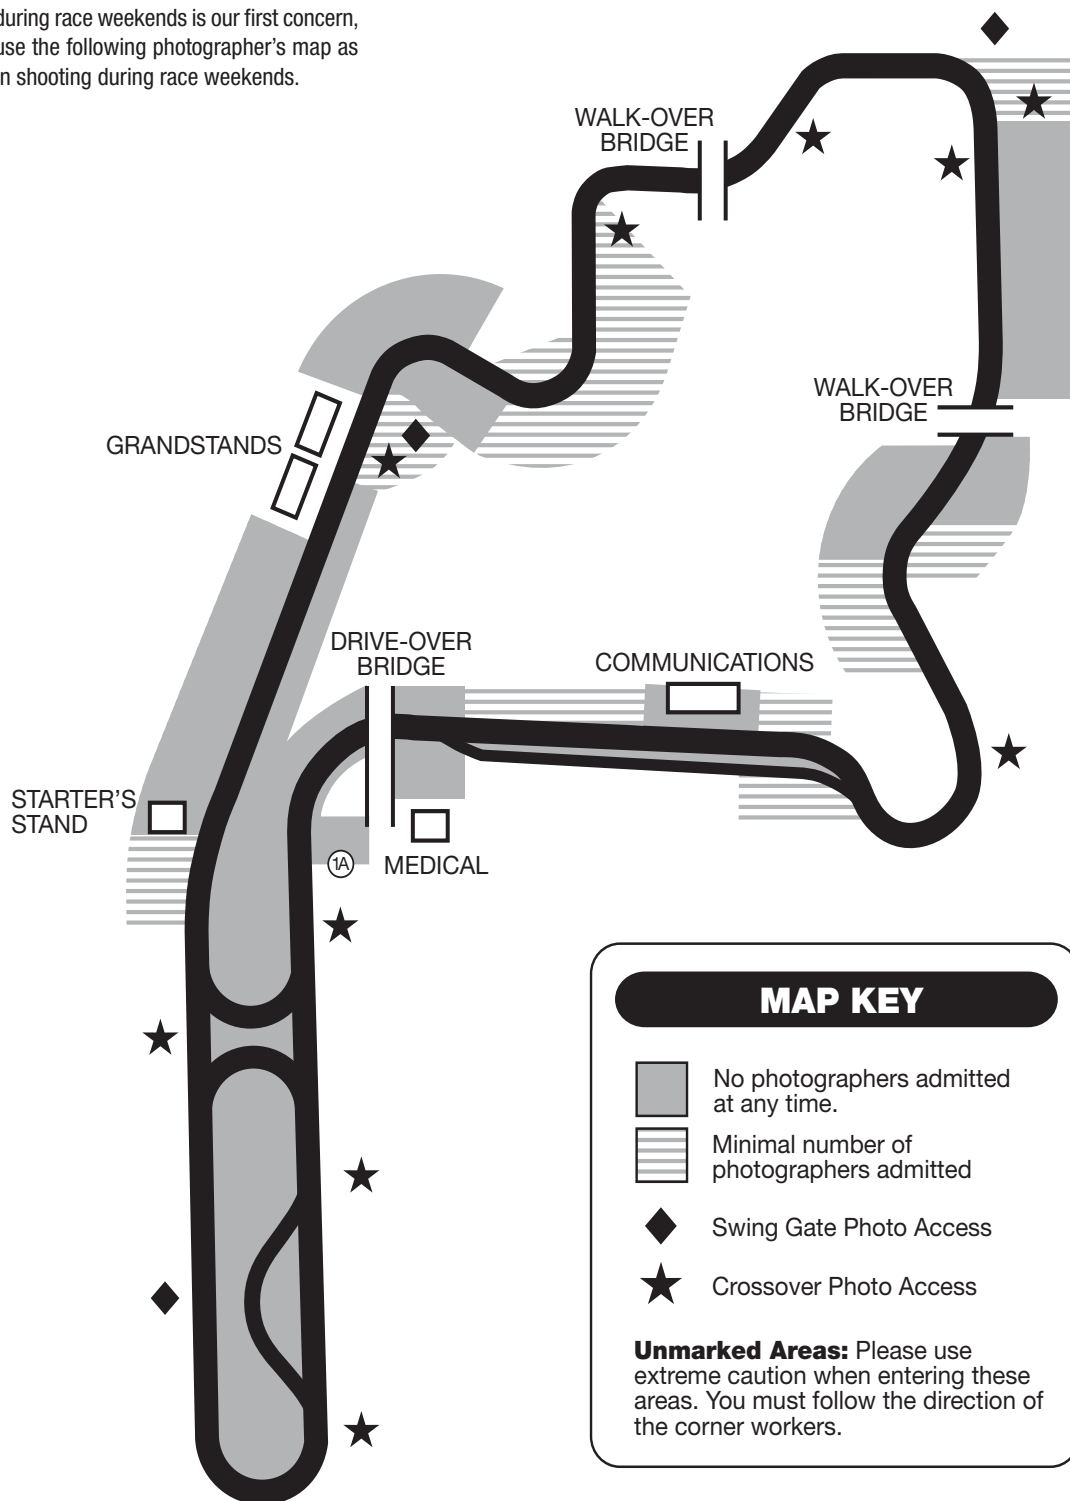 during race weekends is our first concern,
use the following photographer's map as
n shooting during race weekends.
WALK-OVER
BRIDGE
WALK-OVER
BRIDGE
GRANDSTANDS
DRIVE-OVER
BRIDGE
COMMUNICATIONS
STARTER'S
STAND
1A
MEDICAL
MAP KEY
No photographers admitted
at any time.
Minimal number of
photographers admitted
Swing Gate Photo Access
Crossover Photo Access
Unmarked Areas: Please use
extreme caution when entering these
areas. You must follow the direction of
the corner workers.